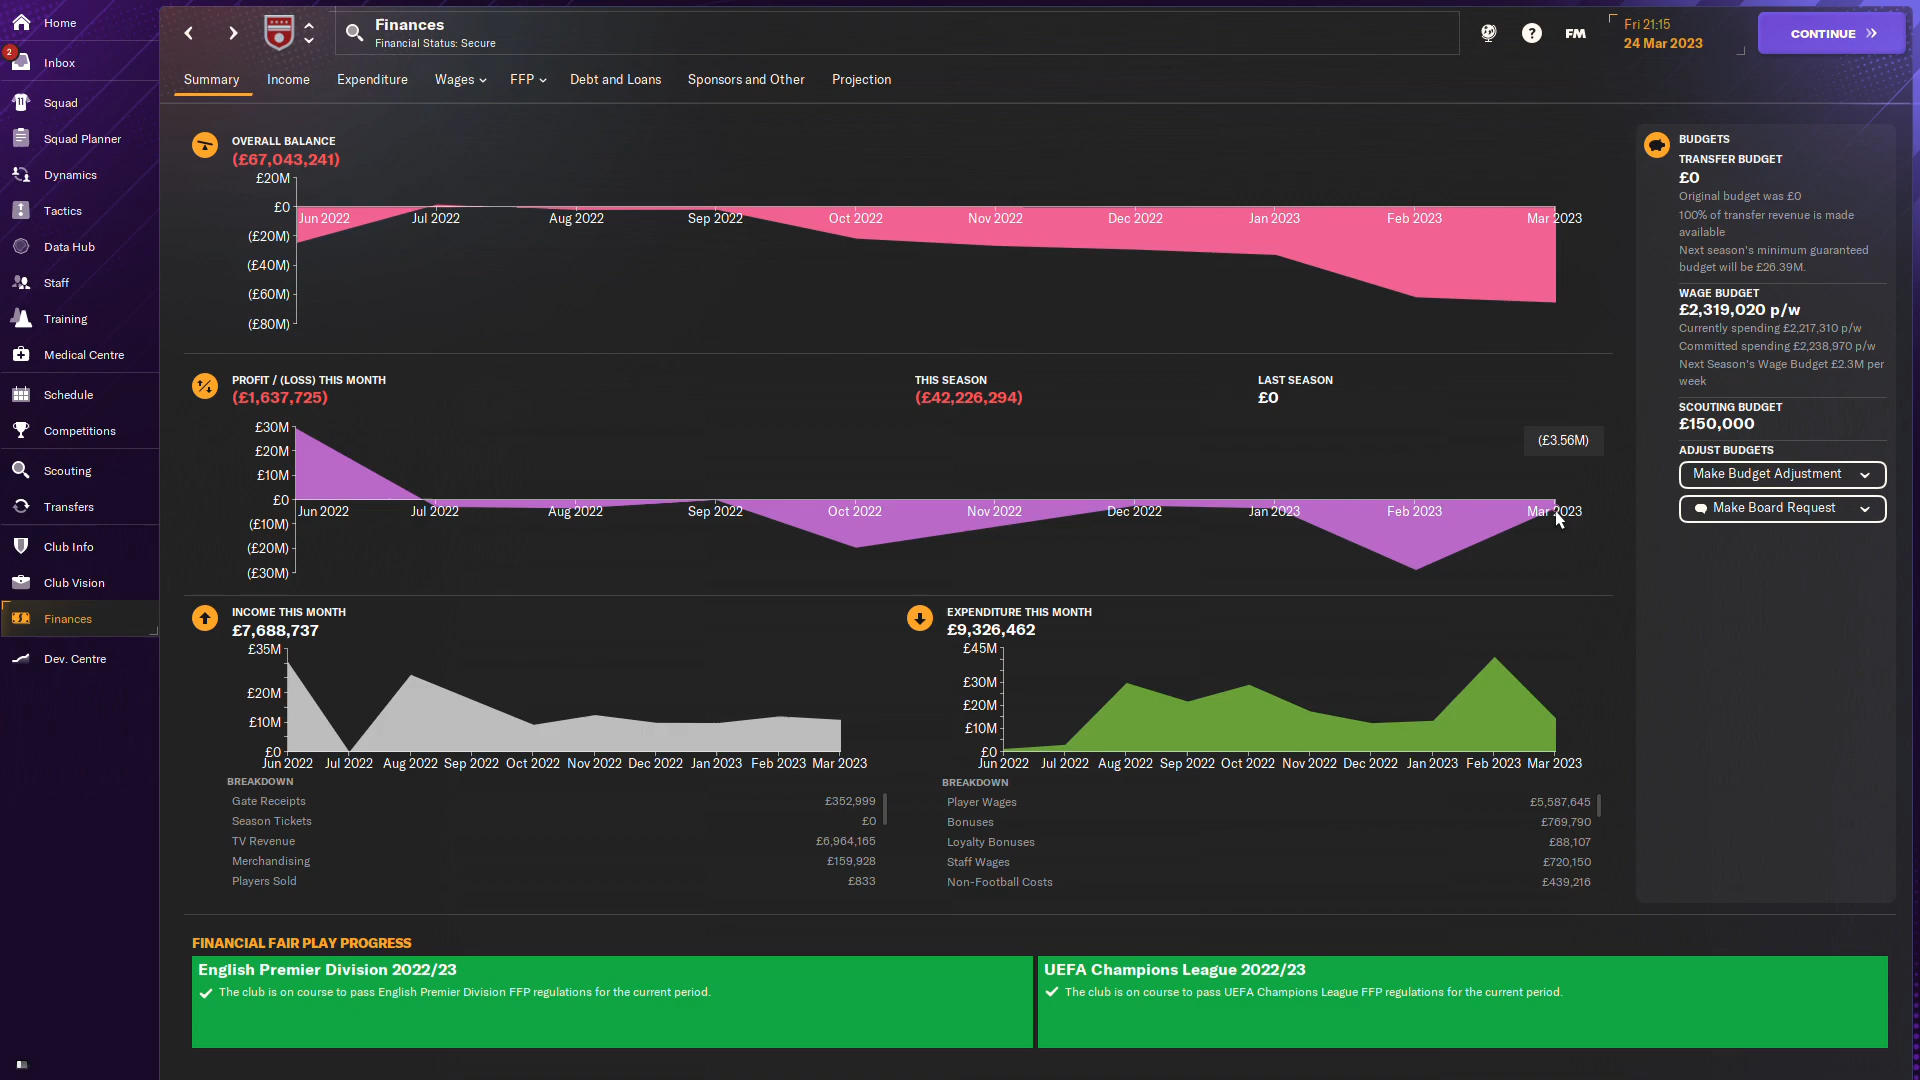 Home
2
Inbox
Squad
Squad Planner
Dynamics
Tactics
Data Hub
Staff
Training
Medical Centre
Schedule
Competitions
Scouting
Transfers
Club Info
Club Vision
Finances
Dev. Centre
Finances
Financial Status: Secure
?
FM
Fri 21:15
24 Mar 2023
CONTINUE
Summary
Income
Expenditure
Wages
FFP
Debt and Loans
Sponsors and Other
Projection
OVERALL BALANCE
(£67,043,241)
£20M
£0
(£20M)
(£40M)
(£60M)
(£80M)
Jun 2022 Jul 2022 Aug 2022 Sep 2022 Oct 2022 Nov 2022 Dec 2022 Jan 2023 Feb 2023 Mar 2023
PROFIT / (LOSS) THIS MONTH
(£1,637,725)
THIS SEASON
(£42,226,294)
LAST SEASON
£0
(£3.56M)
£30M
£20M
£10M
£0
(£10M)
(£20M)
(£30M)
Jun 2022 Jul 2022 Aug 2022 Sep 2022 Oct 2022 Nov 2022 Dec 2022 Jan 2023 Feb 2023 Mar 2023
INCOME THIS MONTH
£7,688,737
£35M
£20M
£10M
£0
Jun 2022 Jul 2022 Aug 2022 Sep 2022 Oct 2022 Nov 2022 Dec 2022 Jan 2023 Feb 2023 Mar 2023
BREAKDOWN
Gate Receipts £352,999
Season Tickets £0
TV Revenue £6,964,165
Merchandising £159,928
Players Sold £833
EXPENDITURE THIS MONTH
£9,326,462
£45M
£30M
£20M
£10M
£0
Jun 2022 Jul 2022 Aug 2022 Sep 2022 Oct 2022 Nov 2022 Dec 2022 Jan 2023 Feb 2023 Mar 2023
BREAKDOWN
Player Wages £5,587,645
Bonuses £769,790
Loyalty Bonuses £88,107
Staff Wages £720,150
Non-Football Costs £439,216
BUDGETS
TRANSFER BUDGET
£0
Original budget was £0
100% of transfer revenue is made
available
Next season's minimum guaranteed
budget will be £26.39M.
WAGE BUDGET
£2,319,020 p/w
Currently spending £2,217,310 p/w
Committed spending £2,238,970 p/w
Next Season's Wage Budget £2.3M per
week
SCOUTING BUDGET
£150,000
ADJUST BUDGETS
Make Budget Adjustment
Make Board Request
FINANCIAL FAIR PLAY PROGRESS
English Premier Division 2022/23
The club is on course to pass English Premier Division FFP regulations for the current period.
UEFA Champions League 2022/23
The club is on course to pass UEFA Champions League FFP regulations for the current period.